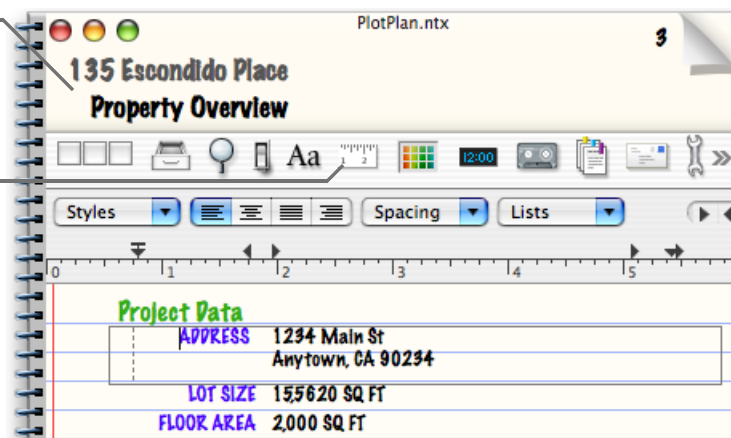 PlotPlan.ntx
3
135 Escondido Place
Property Overview
Aa 1 2 12:00
Styles Spacing Lists
0 1 2 3 4 5
Project Data
ADDRESS 1234 Main St
Anytown, CA 90234
LOT SIZE 15,5620 SQ FT
FLOOR AREA 2,000 SQ FT